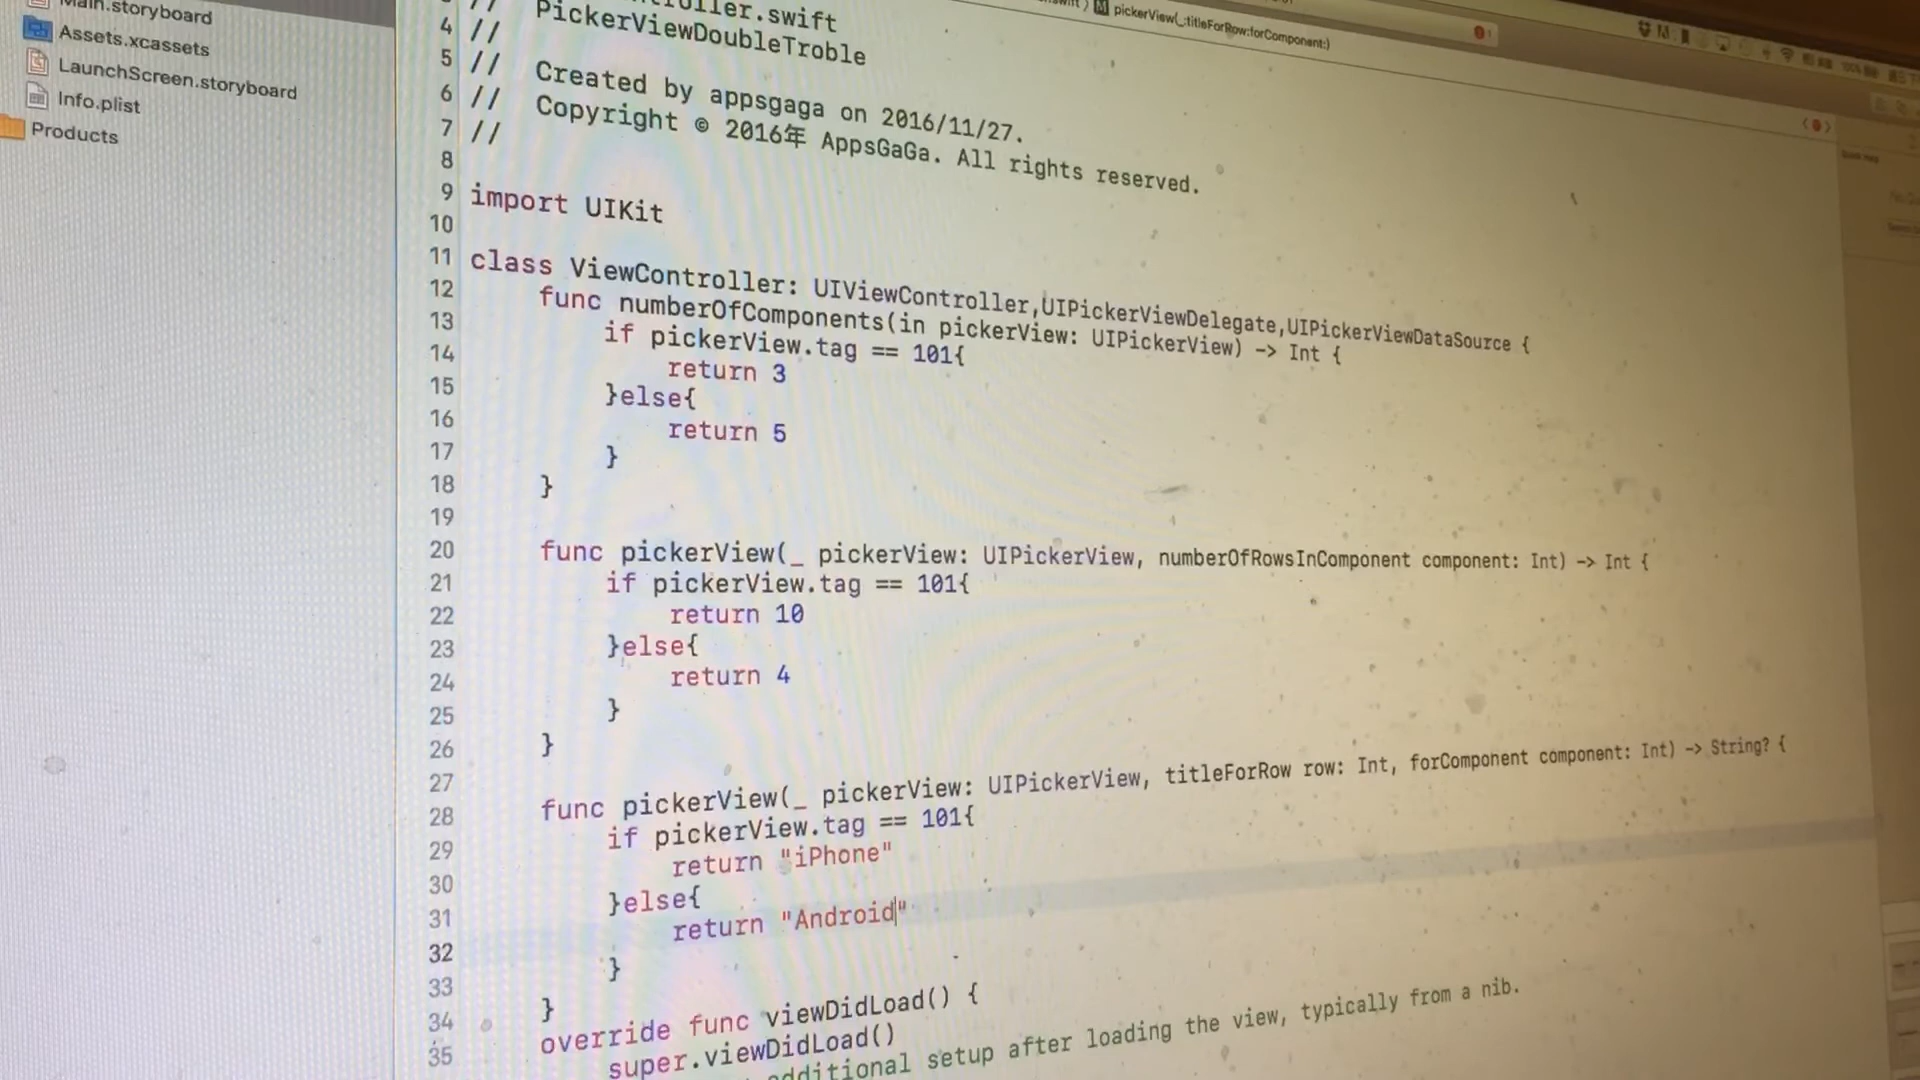 Main.storyboard
Assets.xcassets
LaunchScreen.storyboard
Info.plist
Products
pickerView(_:titleForRow:forComponent:)
3 //
4 // PickerViewDoubleTroble
5 //
6 // Created by appsgaga on 2016/11/27.
7 // Copyright © 2016年 AppsGaGa. All rights reserved.
8 //
9
10 import UIKit
11
12 class ViewController: UIViewController,UIPickerViewDelegate,UIPickerViewDataSource {
13 func numberOfComponents(in pickerView: UIPickerView) -> Int {
14 if pickerView.tag == 101{
15 return 3
16 }else{
17 return 5
18 }
19 }
20
21 func pickerView(_ pickerView: UIPickerView, numberOfRowsInComponent component: Int) -> Int {
22 if pickerView.tag == 101{
23 return 10
24 }else{
25 return 4
26 }
27 }
28 func pickerView(_ pickerView: UIPickerView, titleForRow row: Int, forComponent component: Int) -> String? {
29 if pickerView.tag == 101{
30 return "iPhone"
31 }else{
32 return "Android"
33 }
34 }
35 override func viewDidLoad() {
super.viewDidLoad()
additional setup after loading the view, typically from a nib.